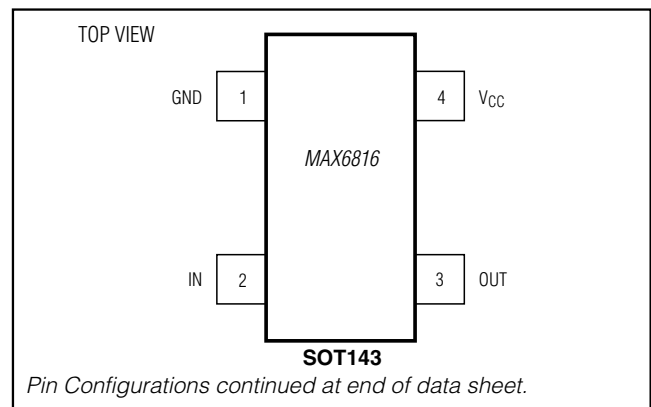 TOP VIEW
GND 1 4 VCC
MAX6816
IN 2 3 OUT
SOT143
Pin Configurations continued at end of data sheet.